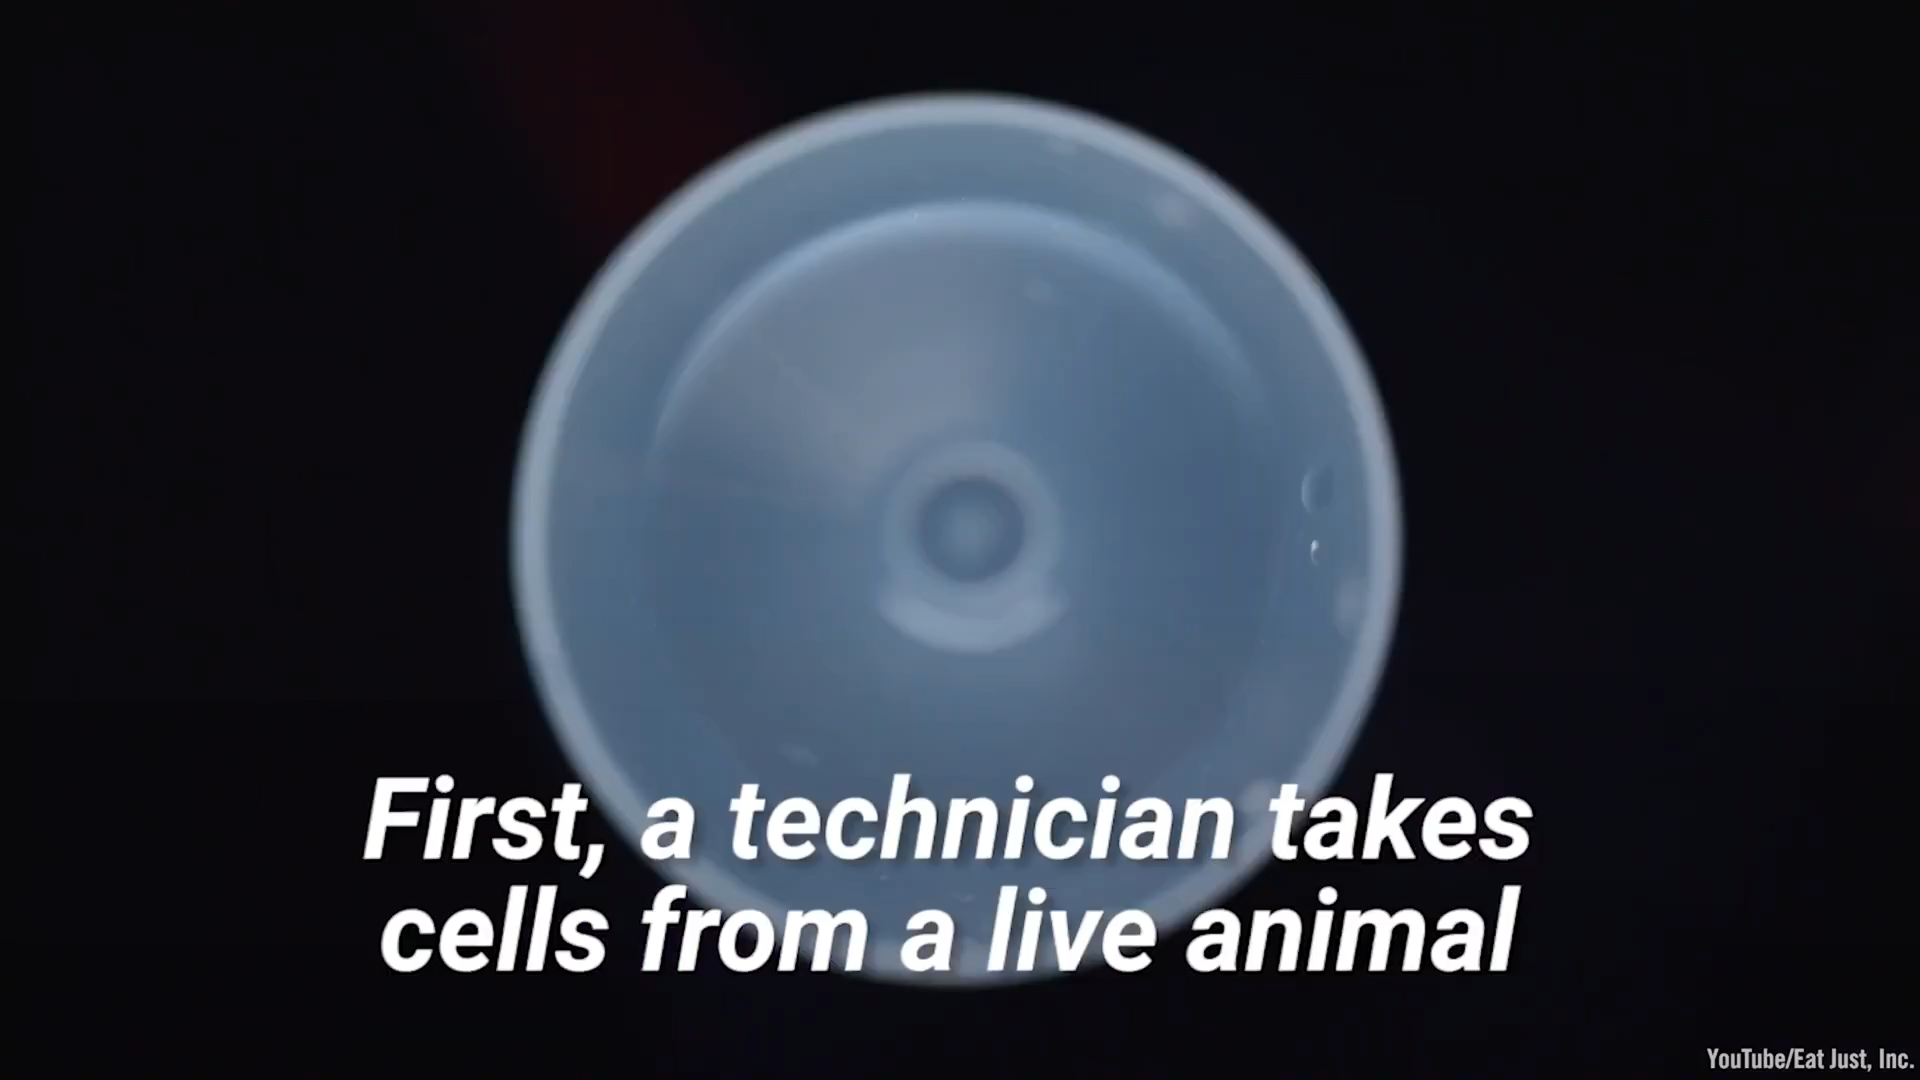 First, a technician takes
cells from a live animal
YouTube/Eat Just, Inc.